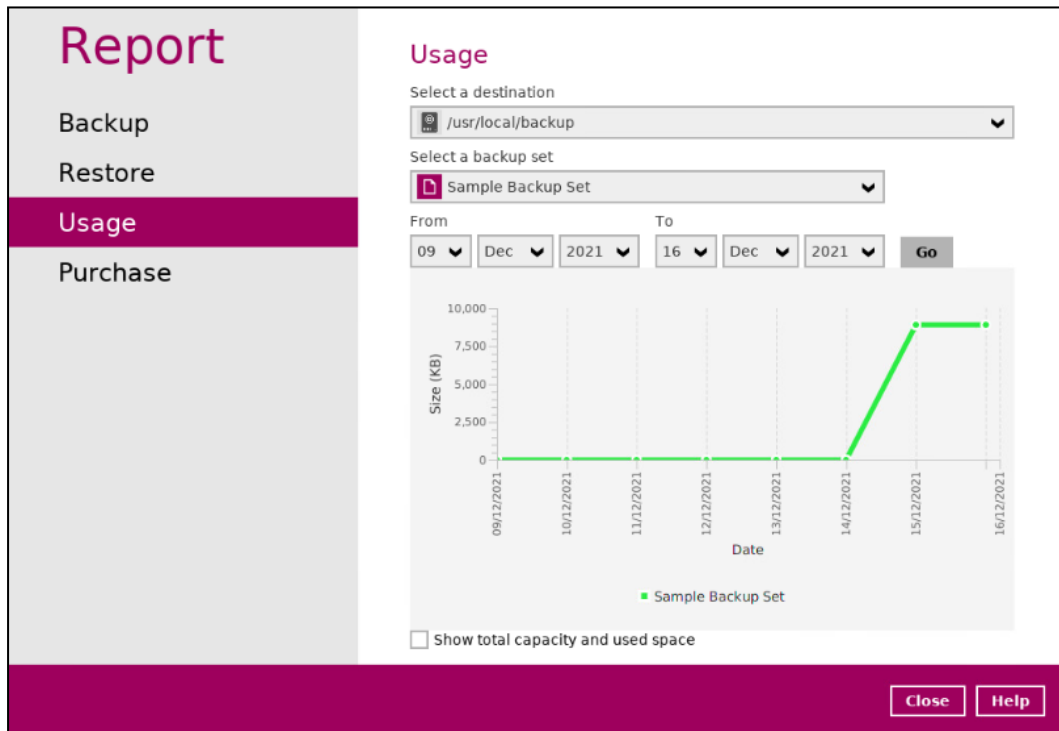 Report
Backup
Restore
Usage
Purchase
Usage
Select a destination
/usr/local/backup
Select a backup set
Sample Backup Set
From To
09 Dec 2021 16 Dec 2021 Go
10,000
7,500
5,000
2,500
0
Size (KB)
09/12/2021 10/12/2021 11/12/2021 12/12/2021 13/12/2021 14/12/2021 15/12/2021 16/12/2021
Date
Sample Backup Set
Show total capacity and used space
Close Help